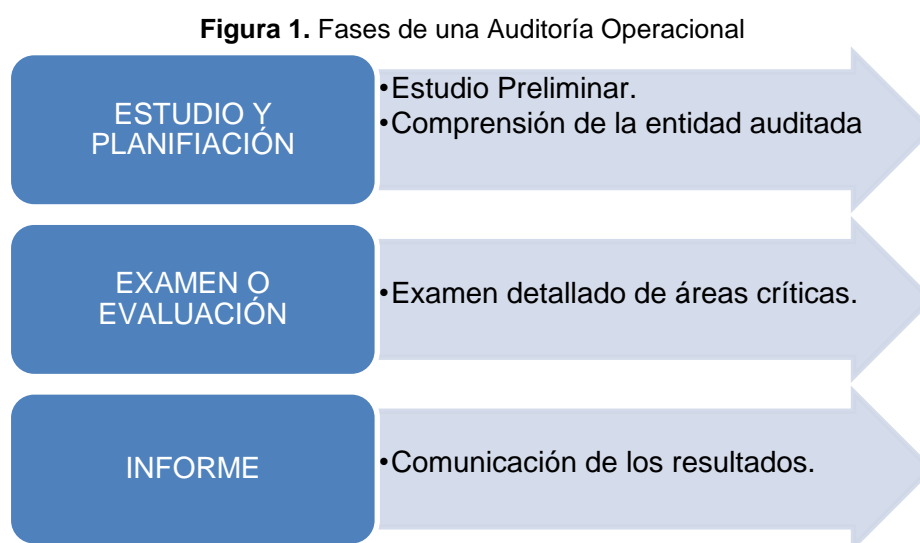 Figura 1. Fases de una Auditoría Operacional
ESTUDIO Y
PLANIFIACIÓN
•Estudio Preliminar.
•Comprensión de la entidad auditada
EXAMEN O
EVALUACIÓN
•Examen detallado de áreas críticas.
INFORME
•Comunicación de los resultados.